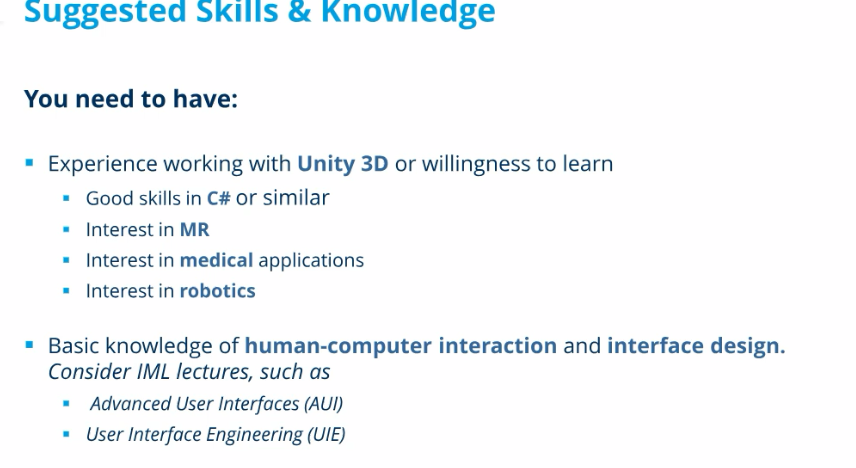 Suggested Skills & Knowledge
You need to have:
Experience working with Unity 3D or willingness to learn
Good skills in C# or similar
Interest in MR
Interest in medical applications
Interest in robotics
Basic knowledge of human-computer interaction and interface design.
Consider IML lectures, such as
Advanced User Interfaces (AUI)
User Interface Engineering (UIE)